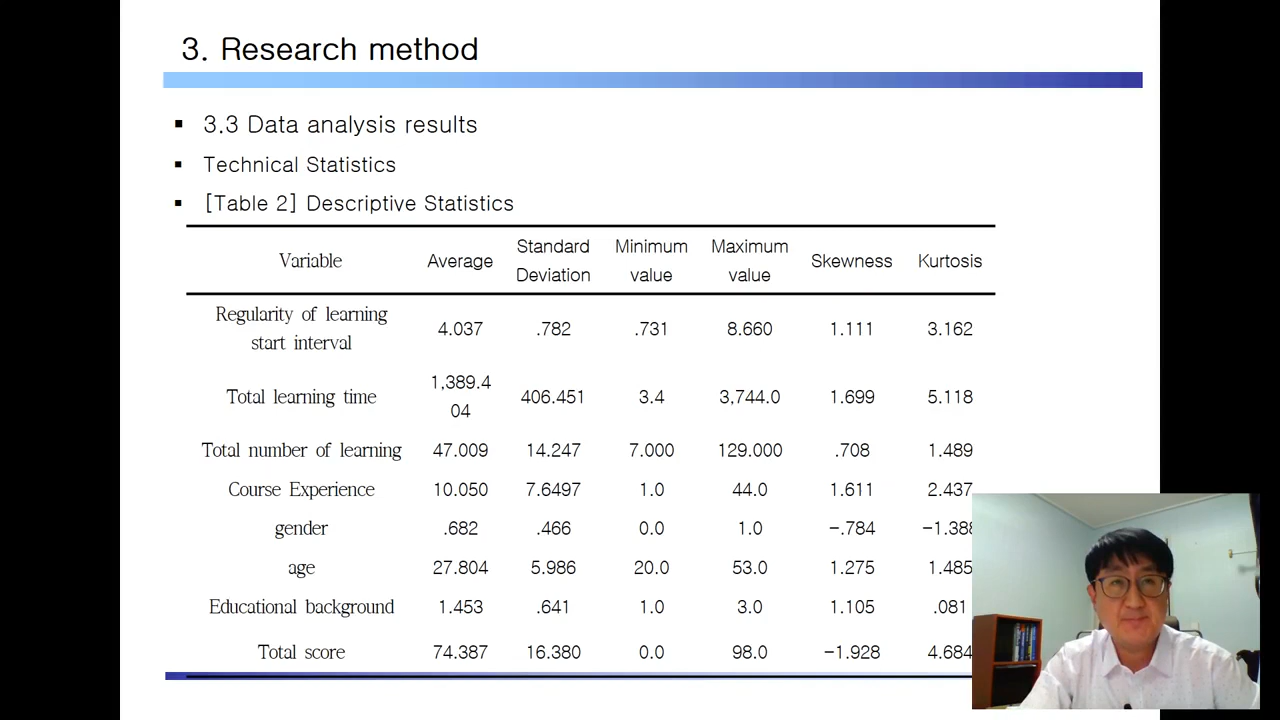 3. Research method
▪ 3.3 Data analysis results
▪ Technical Statistics
▪ [Table 2] Descriptive Statistics
Variable Average Standard Deviation Minimum value Maximum value Skewness Kurtosis
Regularity of learning start interval 4.037 .782 .731 8.660 1.111 3.162
Total learning time 1,389.404 406.451 3.4 3,744.0 1.699 5.118
Total number of learning 47.009 14.247 7.000 129.000 .708 1.489
Course Experience 10.050 7.6497 1.0 44.0 1.611 2.437
gender .682 .466 0.0 1.0 -.784 -1.388
age 27.804 5.986 20.0 53.0 1.275 1.485
Educational background 1.453 .641 1.0 3.0 1.105 .081
Total score 74.387 16.380 0.0 98.0 -1.928 4.684